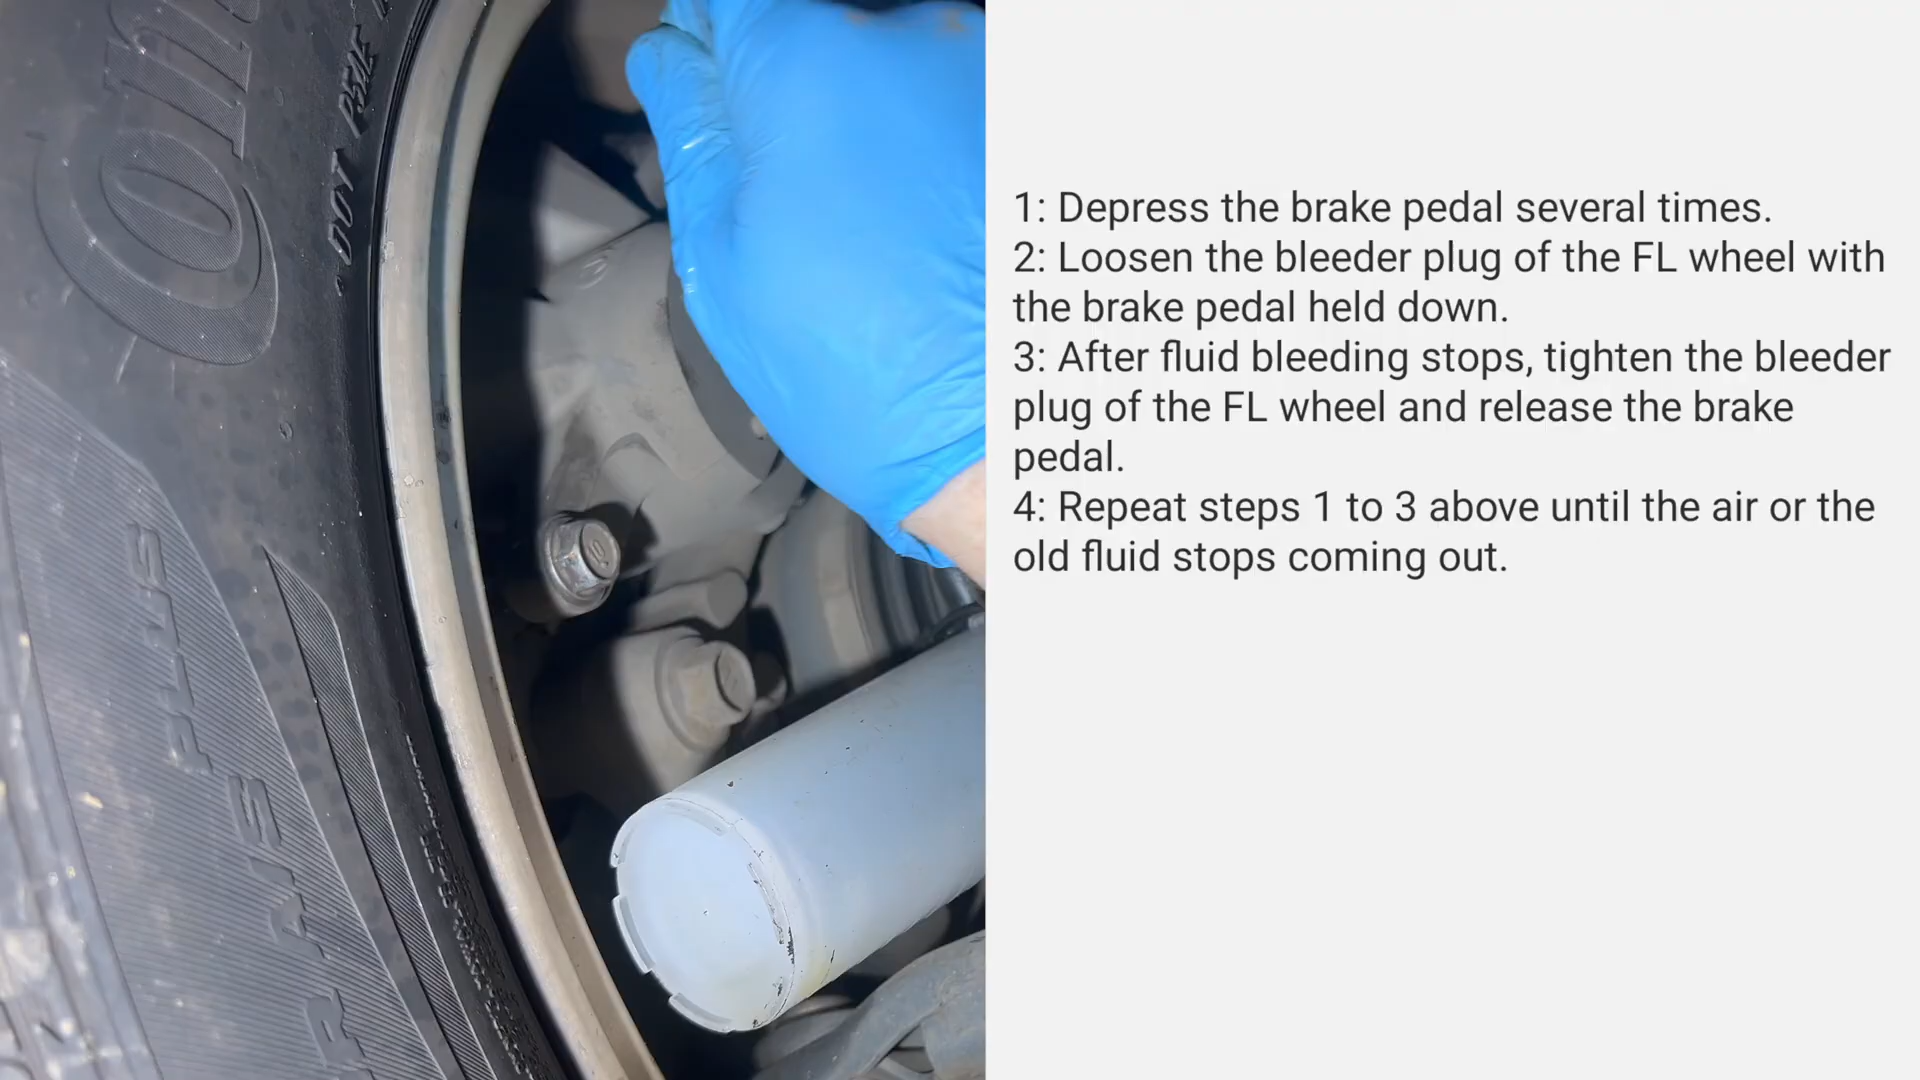 1: Depress the brake pedal several times.
2: Loosen the bleeder plug of the FL wheel with
the brake pedal held down.
3: After fluid bleeding stops, tighten the bleeder
plug of the FL wheel and release the brake
pedal.
4: Repeat steps 1 to 3 above until the air or the
old fluid stops coming out.
DOT P51E
PLUS
A/S